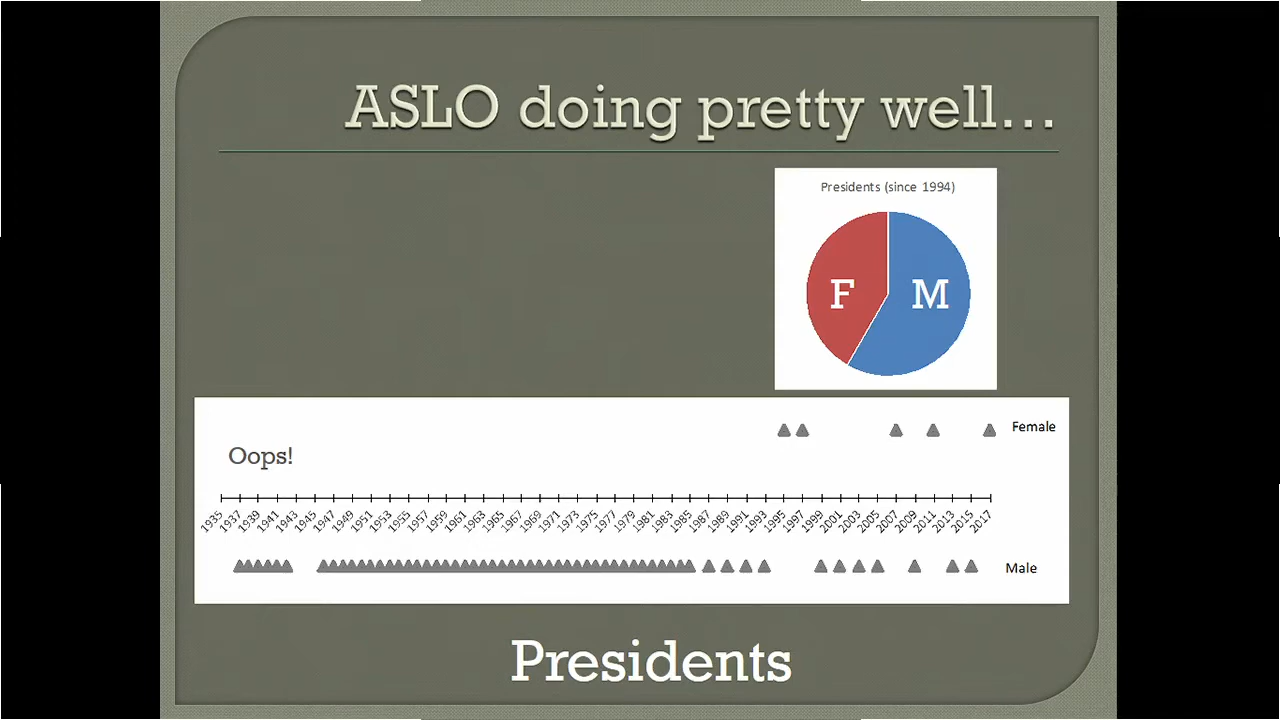 ASLO doing pretty well...
Presidents (since 1994)
F M
Female
Oops!
1935 1937 1939 1941 1943 1945 1947 1949 1951 1953 1955 1957 1959 1961 1963 1965 1967 1969 1971 1973 1975 1977 1979 1981 1983 1985 1987 1989 1991 1993 1995 1997 1999 2001 2003 2005 2007 2009 2011 2013 2015 2017
Male
Presidents